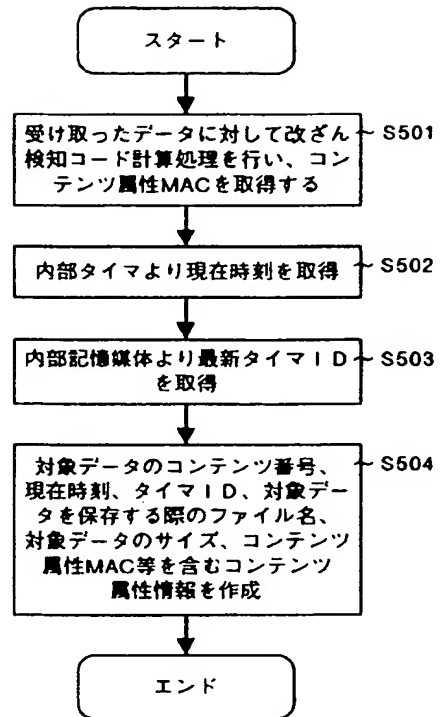 スタート
受け取ったデータに対して改ざん
検知コード計算処理を行い、コン
テンツ属性MACを取得する
S501
内部タイマより現在時刻を取得
S502
内部記憶媒体より最新タイマID
を取得
S503
対象データのコンテンツ番号、
現在時刻、タイマID、対象デー
タを保存する際のファイル名、
対象データのサイズ、コンテンツ
属性MAC等を含むコンテンツ
属性情報を作成
S504
エンド